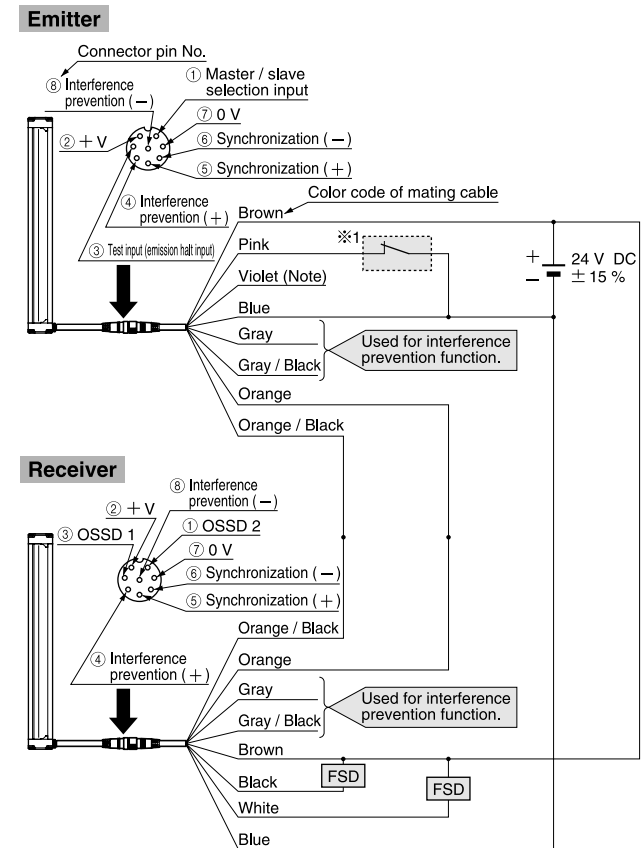 Emitter
Connector pin No.
⑧ Interference
prevention (−)
① Master / slave
selection input
⑦ 0 V
② + V
⑥ Synchronization (−)
⑤ Synchronization (+)
④ Interference
prevention (+)
③ Test input (emission halt input)
Color code of mating cable
Brown
Pink
※1
Violet (Note)
Blue
Gray
Gray / Black
Used for interference
prevention function.
Orange
Orange / Black
+
−
24 V DC
± 15 %
Receiver
⑧ Interference
prevention (−)
② + V
① OSSD 2
③ OSSD 1
⑦ 0 V
⑥ Synchronization (−)
⑤ Synchronization (+)
④ Interference
prevention (+)
Orange / Black
Orange
Gray
Gray / Black
Used for interference
prevention function.
Brown
Black
FSD
FSD
White
Blue